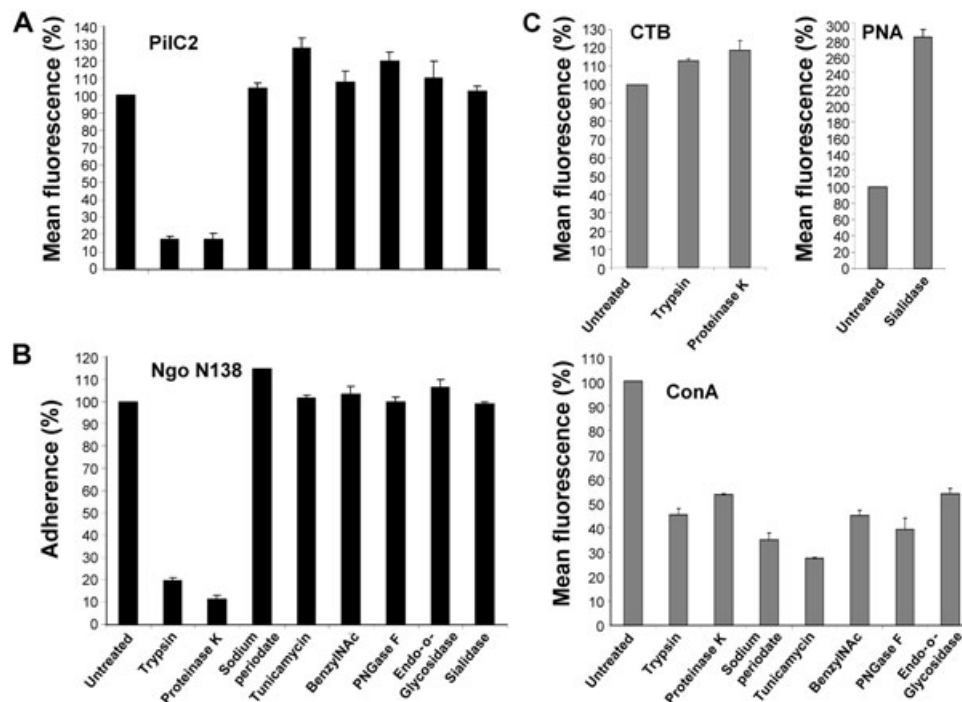 A
PilC2
Mean fluorescence (%)
140
130
120
110
100
90
80
70
60
50
40
30
20
10
0
B
Ngo N138
Adherence (%)
120
110
100
90
80
70
60
50
40
30
20
10
0
Untreated
Trypsin
Proteinase K
Sodium
periodate
Tunicamycin
BenzylNAc
PNGase F
Endo-o-
Glycosidase
Sialidase
C
CTB
Mean fluorescence (%)
130
120
110
100
90
80
70
60
50
40
30
20
10
0
Untreated
Trypsin
Proteinase K
PNA
Mean fluorescence (%)
300
280
260
240
220
200
180
160
140
120
100
80
60
40
20
0
Untreated
Sialidase
ConA
Mean fluorescence (%)
110
100
90
80
70
60
50
40
30
20
10
0
Untreated
Trypsin
Proteinase K
Sodium
periodate
Tunicamycin
BenzylNAc
PNGase F
Endo-o-
Glycosidase